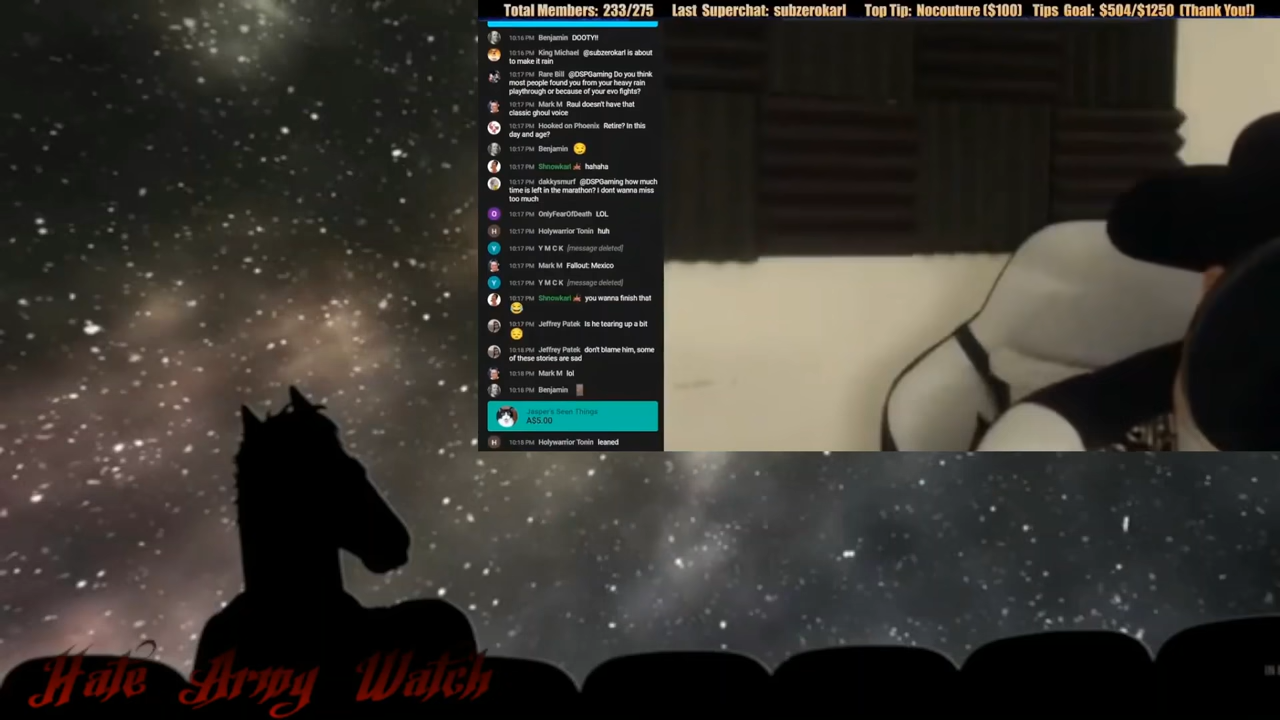 Total Members: 233/275 Last Superchat: subzerokarl Top Tip: Nocouture ($100) Tips Goal: $504/$1250 (Thank You!)
10:16 PM Benjamin DOOTY!!
10:16 PM King Michael @subzerokarl is about
to make it rain
10:17 PM Rare Bill @DSPGaming Do you think
most people found you from your heavy rain
playthrough or because of your evo fights?
10:17 PM Mark M Raul doesn't have that
classic ghoul voice
10:17 PM Hooked on Phoenix Retire? In this
day and age?
10:17 PM Benjamin 😏
10:17 PM Shnowkarl hahaha
10:17 PM dakkysmurf @DSPGaming how much
time is left in the marathon? I dont wanna miss
too much
O 10:17 PM OnlyFearOfDeath LOL
H 10:17 PM Holywarrior Tonin huh
Y 10:17 PM Y M C K [message deleted]
10:17 PM Mark M Fallout: Mexico
Y 10:17 PM Y M C K [message deleted]
10:17 PM Shnowkarl you wanna finish that
😂
10:17 PM Jeffrey Patek Is he tearing up a bit
😔
10:18 PM Jeffrey Patek don't blame him, some
of these stories are sad
10:18 PM Mark M lol
10:18 PM Benjamin 🚪
Jasper's Seen Things
A$5.00
H 10:18 PM Holywarrior Tonin leaned
Hate Army Watch